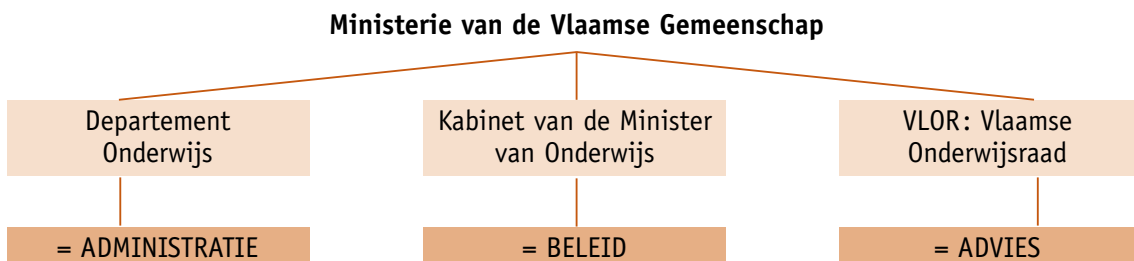 Ministerie van de Vlaamse Gemeenschap
Departement
Onderwijs
= ADMINISTRATIE
Kabinet van de Minister
van Onderwijs
= BELEID
VLOR: Vlaamse
Onderwijsraad
= ADVIES